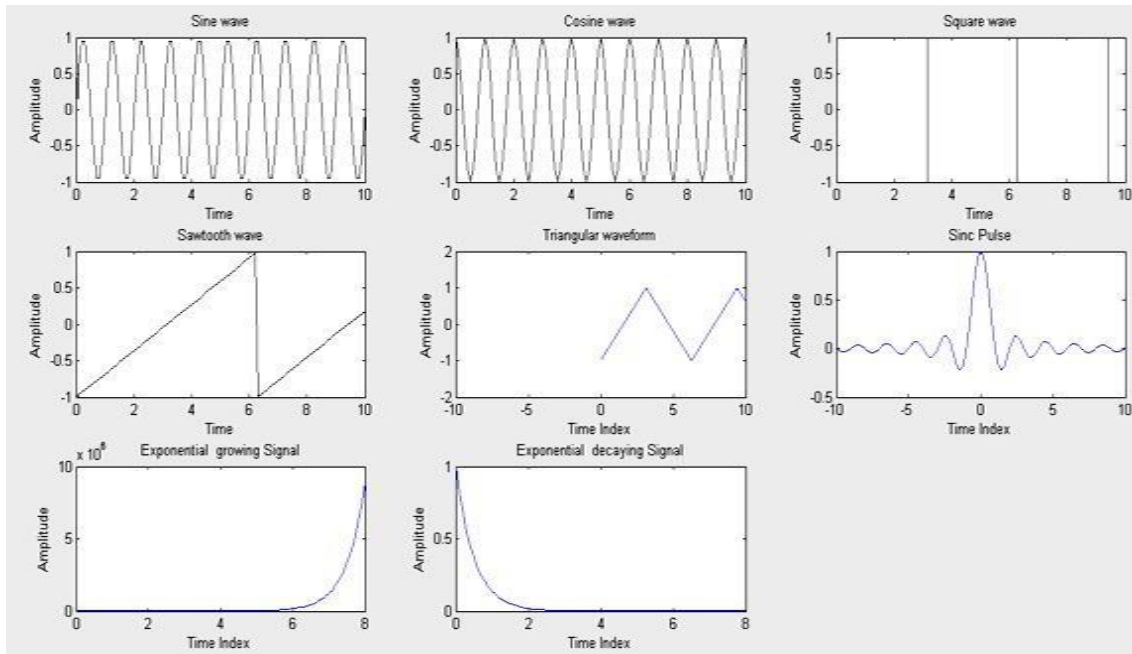 Sine wave
1
0.5
0
-0.5
-1
Amplitude
0 2 4 6 8 10
Time
Cosine wave
1
0.5
0
-0.5
-1
Amplitude
0 2 4 6 8 10
Time
Square wave
1
0.5
0
-0.5
-1
Amplitude
0 2 4 6 8 10
Time
Sawtooth wave
1
0.5
0
-0.5
-1
Amplitude
0 2 4 6 8 10
Time
Triangular waveform
2
1
0
-1
-2
Amplitude
-10 -5 0 5 10
Time Index
Sinc Pulse
1
0.5
0
-0.5
Amplitude
-10 -5 0 5 10
Time Index
Exponential growing Signal
x 10^6
10
5
0
Amplitude
0 2 4 6 8
Time Index
Exponential decaying Signal
1
0.5
0
Amplitude
0 2 4 6 8
Time Index